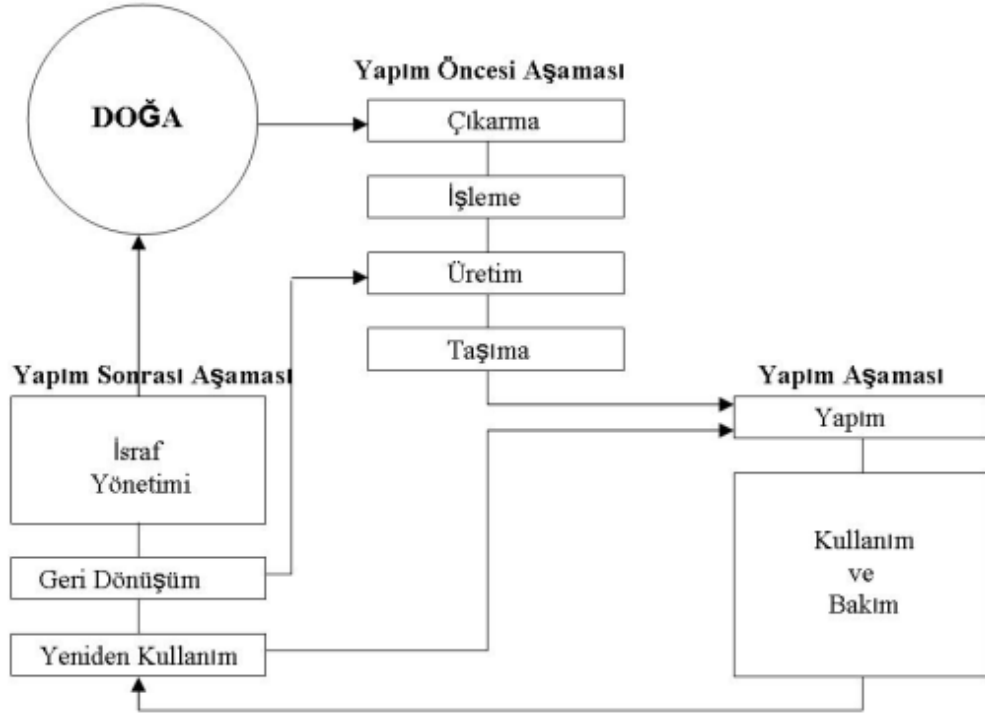 DOĞA
Yapım Öncesi Aşaması
Çıkarma
İşleme
Üretim
Taşıma
Yapım Sonrası Aşaması
İsraf
Yönetimi
Geri Dönüşüm
Yeniden Kullanım
Yapım Aşaması
Yapım
Kullanım
ve
Bakım